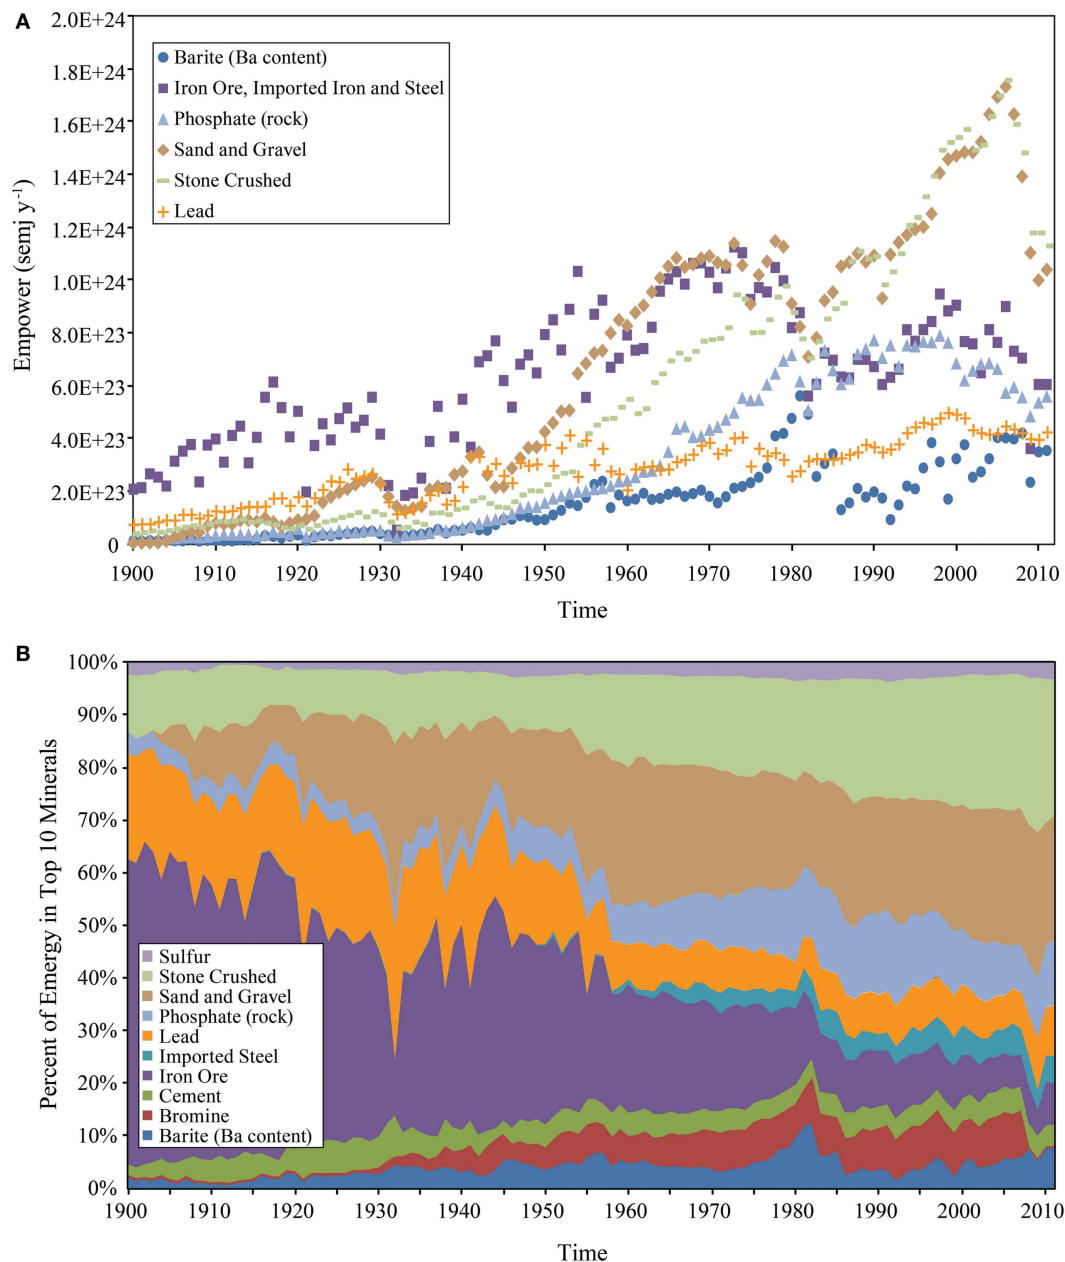 A
2.0E+24
1.8E+24
1.6E+24
1.4E+24
1.2E+24
1.0E+24
8.0E+23
6.0E+23
4.0E+23
2.0E+23
0
Empower (semj y-1)
Barite (Ba content)
Iron Ore, Imported Iron and Steel
Phosphate (rock)
Sand and Gravel
Stone Crushed
Lead
1900 1910 1920 1930 1940 1950 1960 1970 1980 1990 2000 2010
Time
B
100%
90%
80%
70%
60%
50%
40%
30%
20%
10%
0%
Percent of Emergy in Top 10 Minerals
Sulfur
Stone Crushed
Sand and Gravel
Phosphate (rock)
Lead
Imported Steel
Iron Ore
Cement
Bromine
Barite (Ba content)
1900 1910 1920 1930 1940 1950 1960 1970 1980 1990 2000 2010
Time